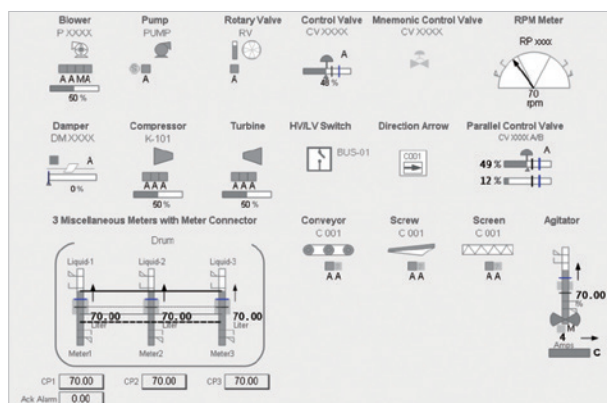 Blower
Pump
Rotary Valve
Control Valve
Mnemonic Control Valve
RPM Meter
P XXXX
PUMP
RV
CV XXXX
CV XXXX
RP xxxx
A
A A MA
A
A
50 %
70
rpm
Damper
Compressor
Turbine
HV/LV Switch
Direction Arrow
Parallel Control Valve
DM XXXX
K-101
CV XXXX A/B
A
BUS-01
C001
A
49 %
A A A
A A A
12 %
0 %
50 %
50 %
3 Miscellaneous Meters with Meter Connector
Conveyor
Screw
Screen
Agitator
Drum
C 001
C 001
C 001
Liquid-1
Liquid-2
Liquid-3
A A
A A
A A
70.00
%
70.00
70.00
70.00
Liter
Liter
Liter
M
4
Amps
Meter1
Meter2
Meter3
C
CP1 70.00
CP2 70.00
CP3 70.00
Ack Alarm 0.00